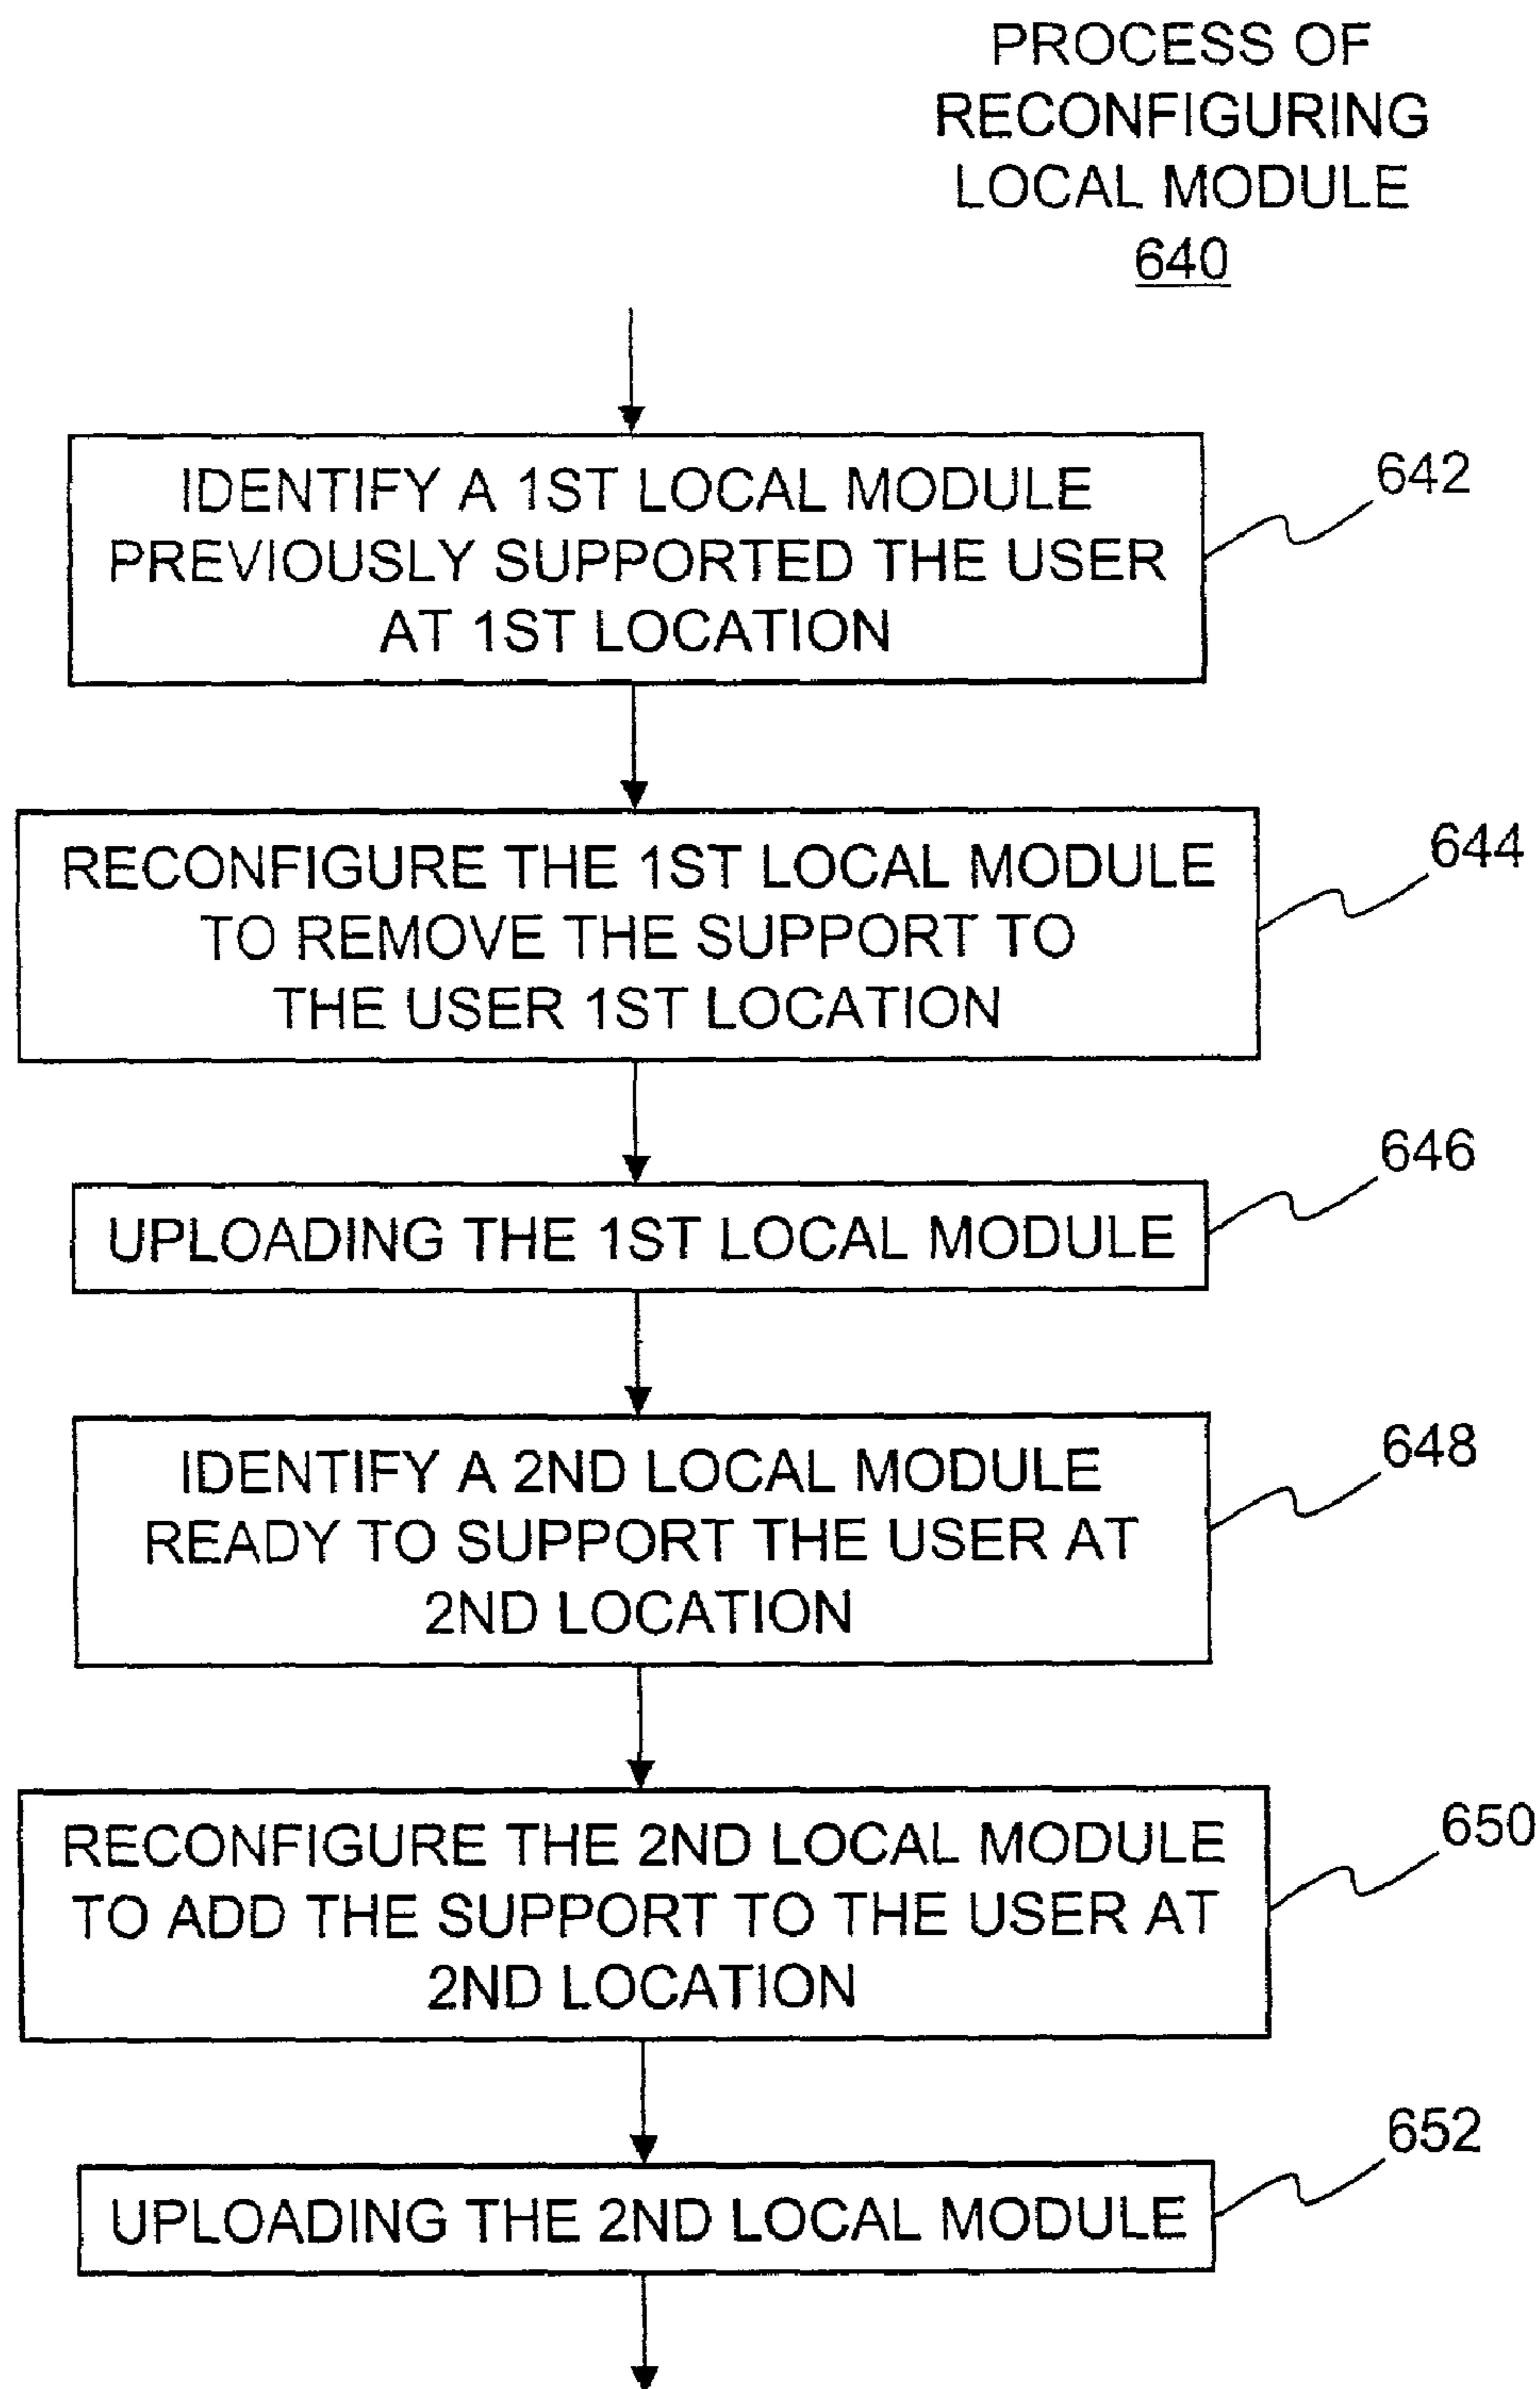 PROCESS OF
RECONFIGURING
LOCAL MODULE
640
IDENTIFY A 1ST LOCAL MODULE
PREVIOUSLY SUPPORTED THE USER
AT 1ST LOCATION
642
RECONFIGURE THE 1ST LOCAL MODULE
TO REMOVE THE SUPPORT TO
THE USER 1ST LOCATION
644
UPLOADING THE 1ST LOCAL MODULE
646
IDENTIFY A 2ND LOCAL MODULE
READY TO SUPPORT THE USER AT
2ND LOCATION
648
RECONFIGURE THE 2ND LOCAL MODULE
TO ADD THE SUPPORT TO THE USER AT
2ND LOCATION
650
UPLOADING THE 2ND LOCAL MODULE
652